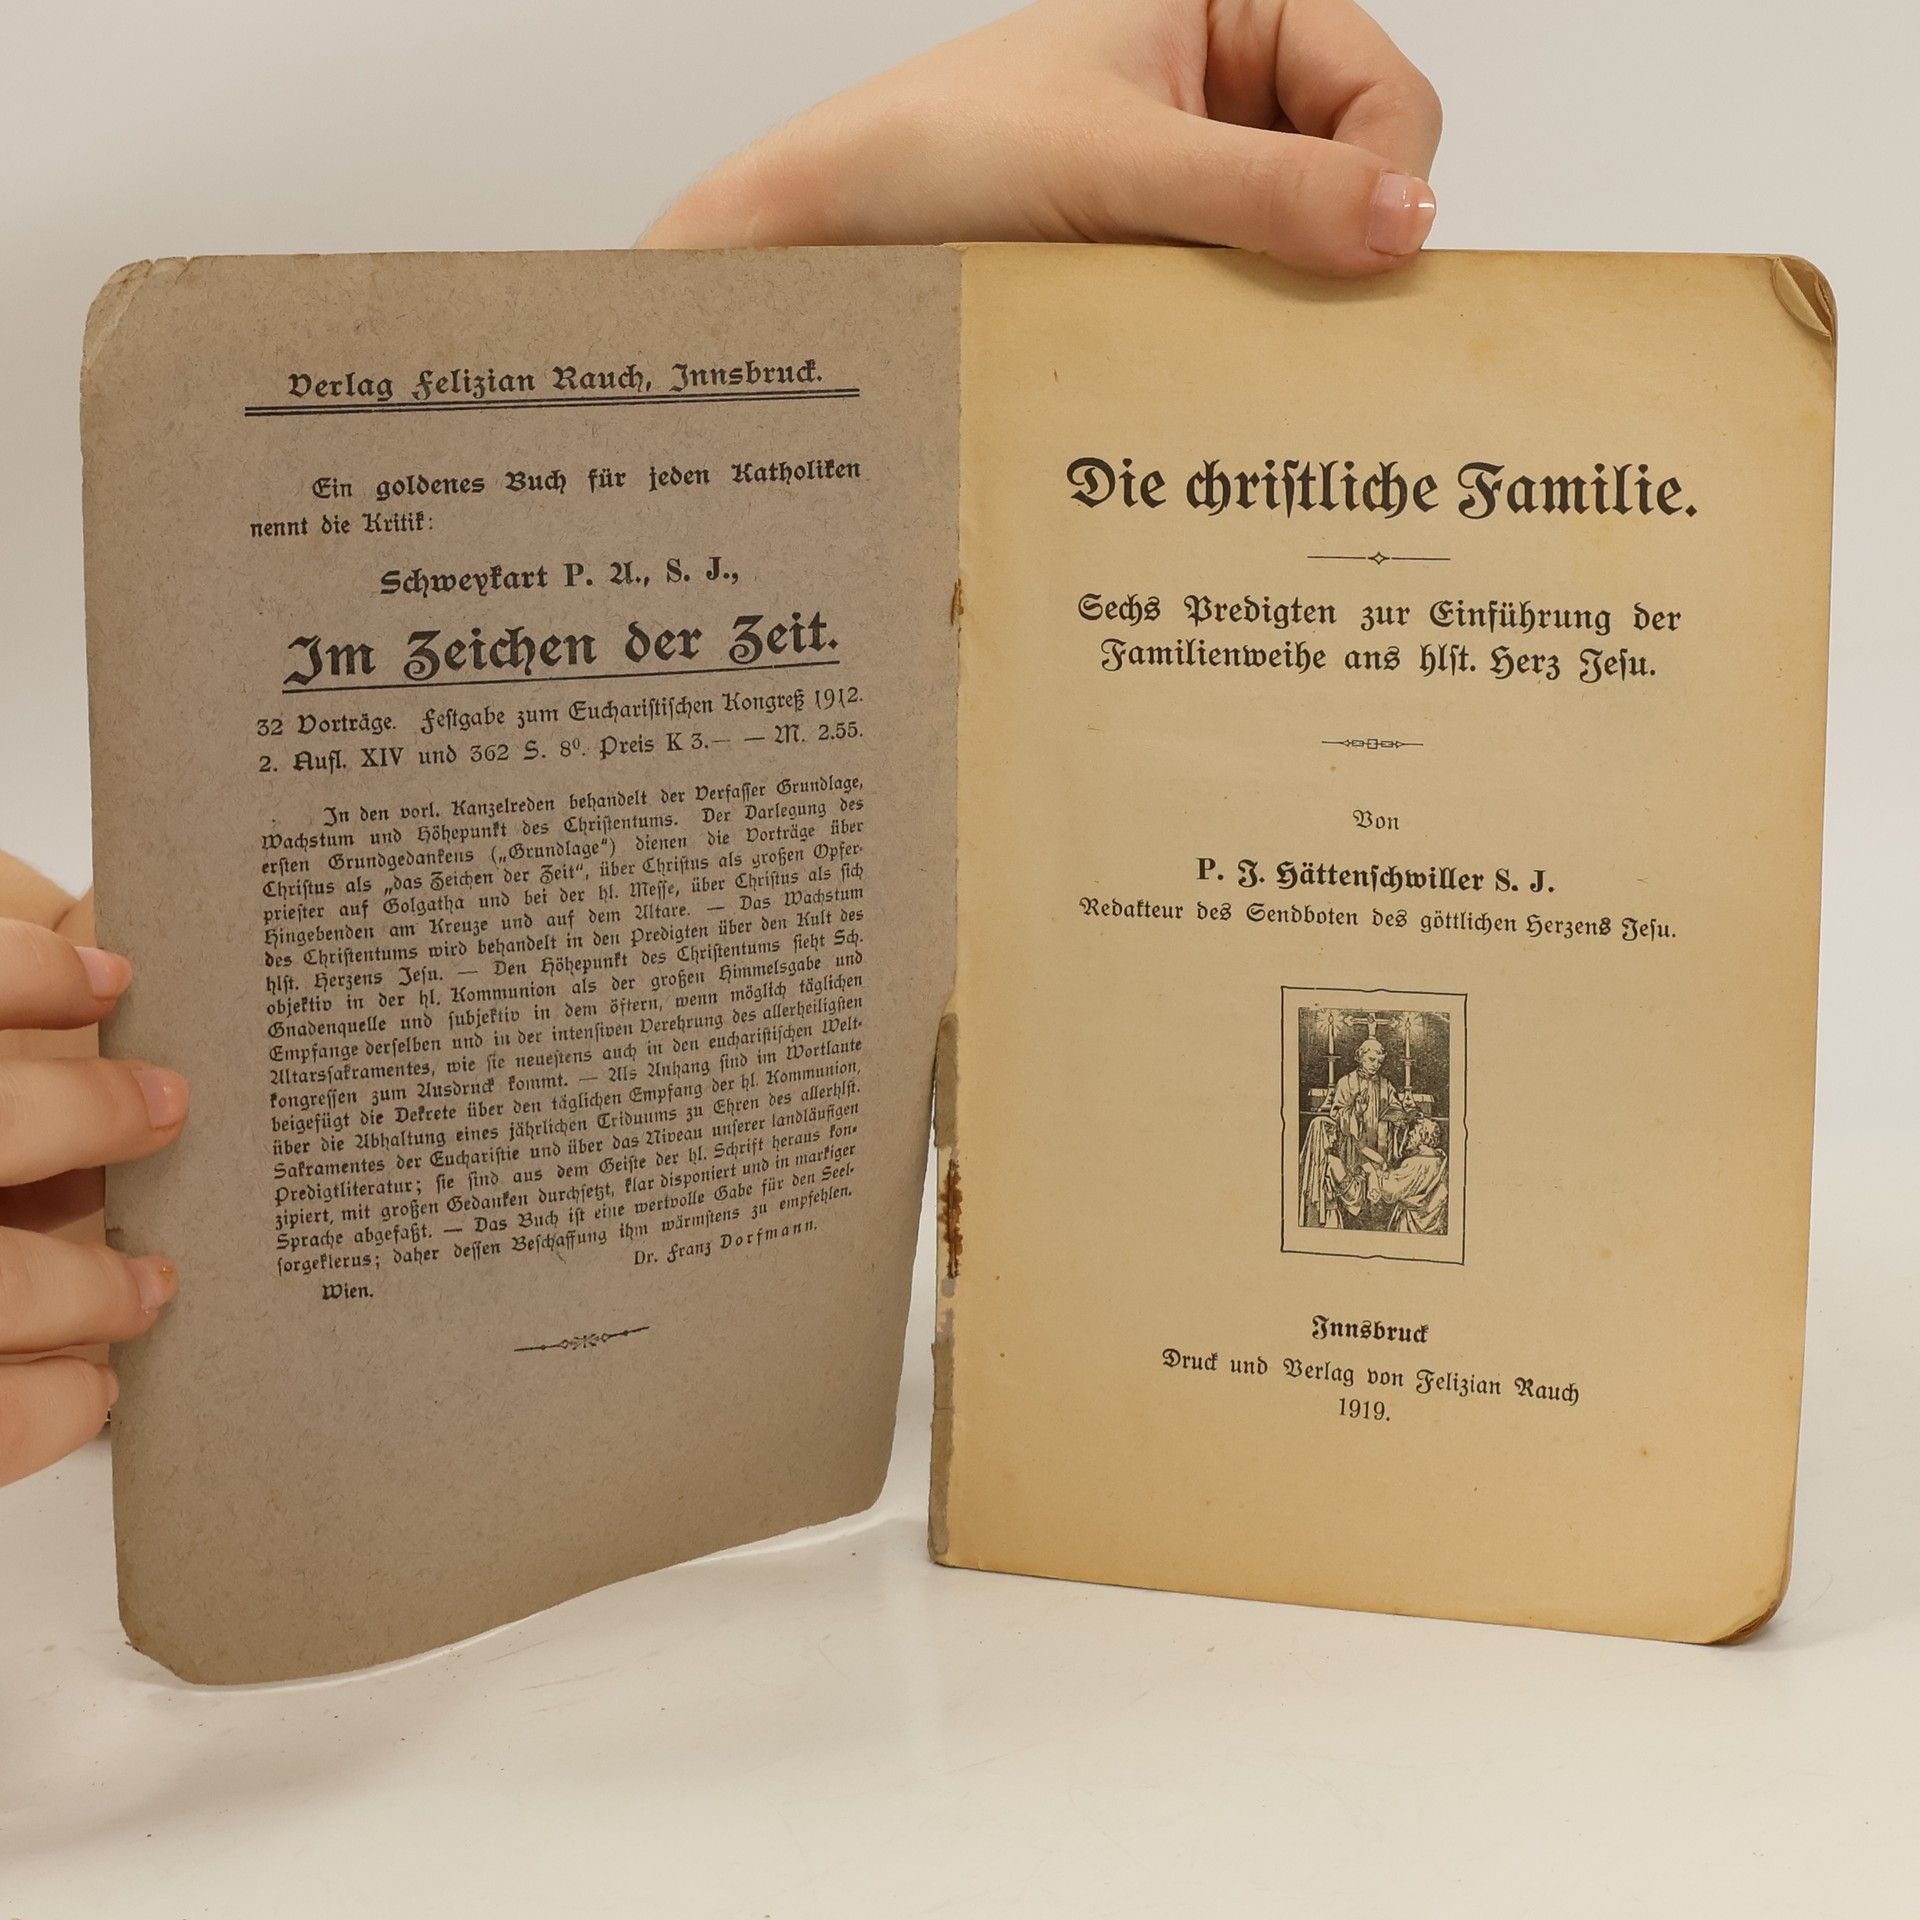 Verlag Felizian Rauch, Innsbruck.
Ein goldenes Buch für jeden Katholiken
nennt die Kritik:
Schweykart P. A., S. J.,
Im Zeichen der Zeit.
32 Vorträge. Feſtgabe zum Euchariſtiſchen Kongreß 1912.
2. Aufl. XIV und 362 S. 8⁰. Preis K 3.— — M. 2.55.
In den vorl. Kanzelreden behandelt der Verfaſſer Grundlage,
Wachstum und Höhepunkt des Chriſtentums. Der Darlegung des
erſten Grundgedankens („Grundlage“) dienen die Vorträge über
Chriſtus als „das Zeichen der Zeit“, über Chriſtus als großen Opfer-
prieſter auf Golgatha und bei der hl. Meſſe, über Chriſtus als ſich
Hingebenden am Kreuze und auf dem Altare. — Das Wachstum
des Chriſtentums wird behandelt in den Predigten über den Kult des
hlſt. Herzens Jeſu. — Den Höhepunkt des Chriſtentums ſieht Sch.
objektiv in der hl. Kommunion als der großen Himmelsgabe und
Gnadenquelle und ſubjektiv in dem öftern, wenn möglich täglichen
Empfange derſelben und in der intenſiven Verehrung des allerheiligſten
Altarsſakramentes, wie ſie neueſtens auch in den euchariſtiſchen Welt-
kongreſſen zum Ausdruck kommt. — Als Anhang ſind im Wortlaute
beigefügt die Dekrete über den täglichen Empfang der hl. Kommunion,
über die Abhaltung eines jährlichen Triduums zu Ehren des allerhlſt.
Sakramentes der Euchariſtie und über das Niveau unſerer landläufigen
Predigtliteratur; ſie ſind aus dem Geiſte der hl. Schrift heraus kon-
zipiert, mit großen Gedanken durchſetzt, klar disponiert und in markiger
Sprache abgefaßt. — Das Buch iſt eine wertvolle Gabe für den Seel-
ſorgeklerus; daher deſſen Beſchaffung ihm wärmſtens zu empfehlen.
Dr. Franz Dorfmann.
Wien.
Die chriſtliche Familie.
Sechs Predigten zur Einführung der
Familienweihe ans hlſt. Herz Jeſu.
Von
P. J. Hättenſchwiller S. J.
Redakteur des Sendboten des göttlichen Herzens Jeſu.
Innsbruck
Druck und Verlag von Felizian Rauch
1919.